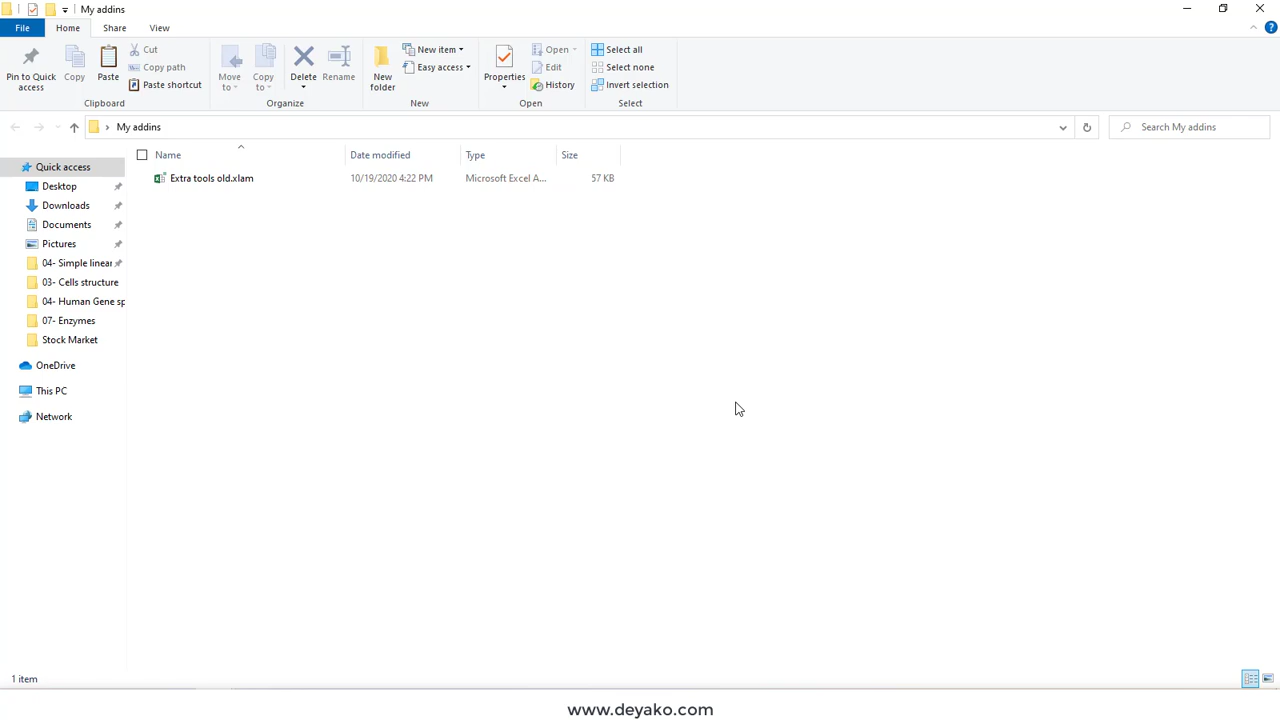 My addins
File Home Share View
Pin to Quick access
Copy
Paste
Cut
Copy path
Paste shortcut
Clipboard
Move to
Copy to
Delete
Rename
Organize
New folder
New item
Easy access
New
Properties
Open
Edit
History
Open
Select all
Select none
Invert selection
Select
My addins
Search My addins
Name Date modified Type Size
Extra tools old.xlam 10/19/2020 4:22 PM Microsoft Excel A... 57 KB
Quick access
Desktop
Downloads
Documents
Pictures
04- Simple linear
03- Cells structure
04- Human Gene sp
07- Enzymes
Stock Market
OneDrive
This PC
Network
1 item
www.deyako.com